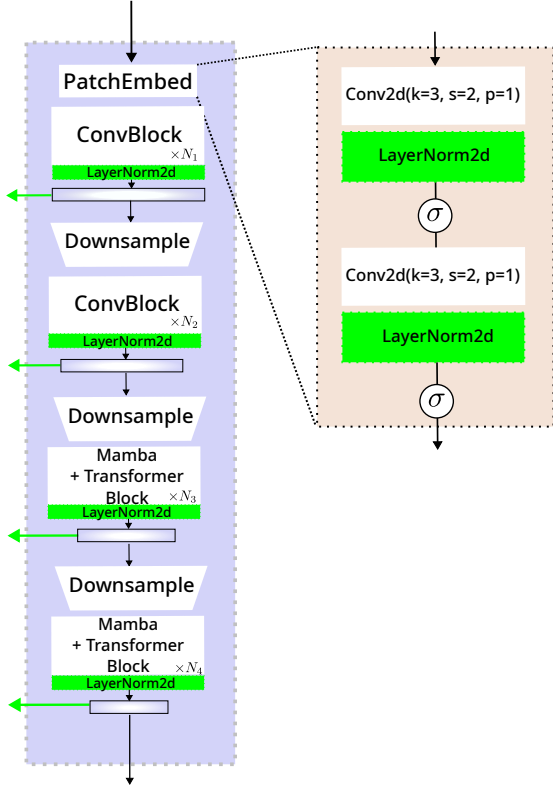 PatchEmbed
ConvBlock
×N₁
LayerNorm2d
Downsample
ConvBlock
×N₂
LayerNorm2d
Downsample
Mamba
+ Transformer
Block ×N₃
LayerNorm2d
Downsample
Mamba
+ Transformer
Block ×N₄
LayerNorm2d
Conv2d(k=3, s=2, p=1)
LayerNorm2d
σ
Conv2d(k=3, s=2, p=1)
LayerNorm2d
σ